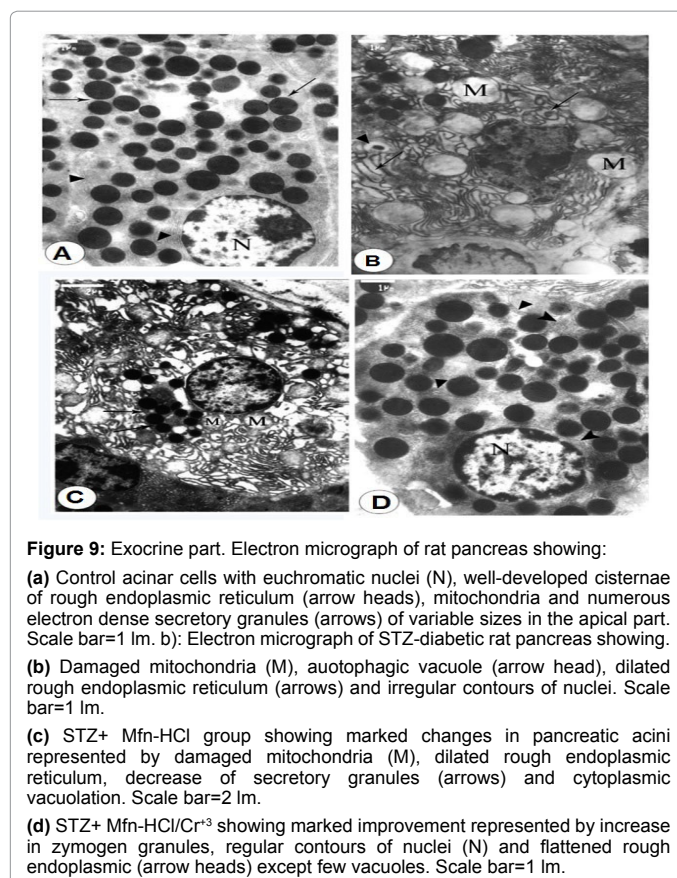 1μ
N
A
1μ
M
M
B
2μ
M M
C
1μ
N
D
Figure 9: Exocrine part. Electron micrograph of rat pancreas showing:
(a) Control acinar cells with euchromatic nuclei (N), well-developed cisternae
of rough endoplasmic reticulum (arrow heads), mitochondria and numerous
electron dense secretory granules (arrows) of variable sizes in the apical part.
Scale bar=1 lm. b): Electron micrograph of STZ-diabetic rat pancreas showing.
(b) Damaged mitochondria (M), auotophagic vacuole (arrow head), dilated
rough endoplasmic reticulum (arrows) and irregular contours of nuclei. Scale
bar=1 lm.
(c) STZ+ Mfn-HCl group showing marked changes in pancreatic acini
represented by damaged mitochondria (M), dilated rough endoplasmic
reticulum, decrease of secretory granules (arrows) and cytoplasmic
vacuolation. Scale bar=2 lm.
(d) STZ+ Mfn-HCl/Cr⁺³ showing marked improvement represented by increase
in zymogen granules, regular contours of nuclei (N) and flattened rough
endoplasmic (arrow heads) except few vacuoles. Scale bar=1 lm.